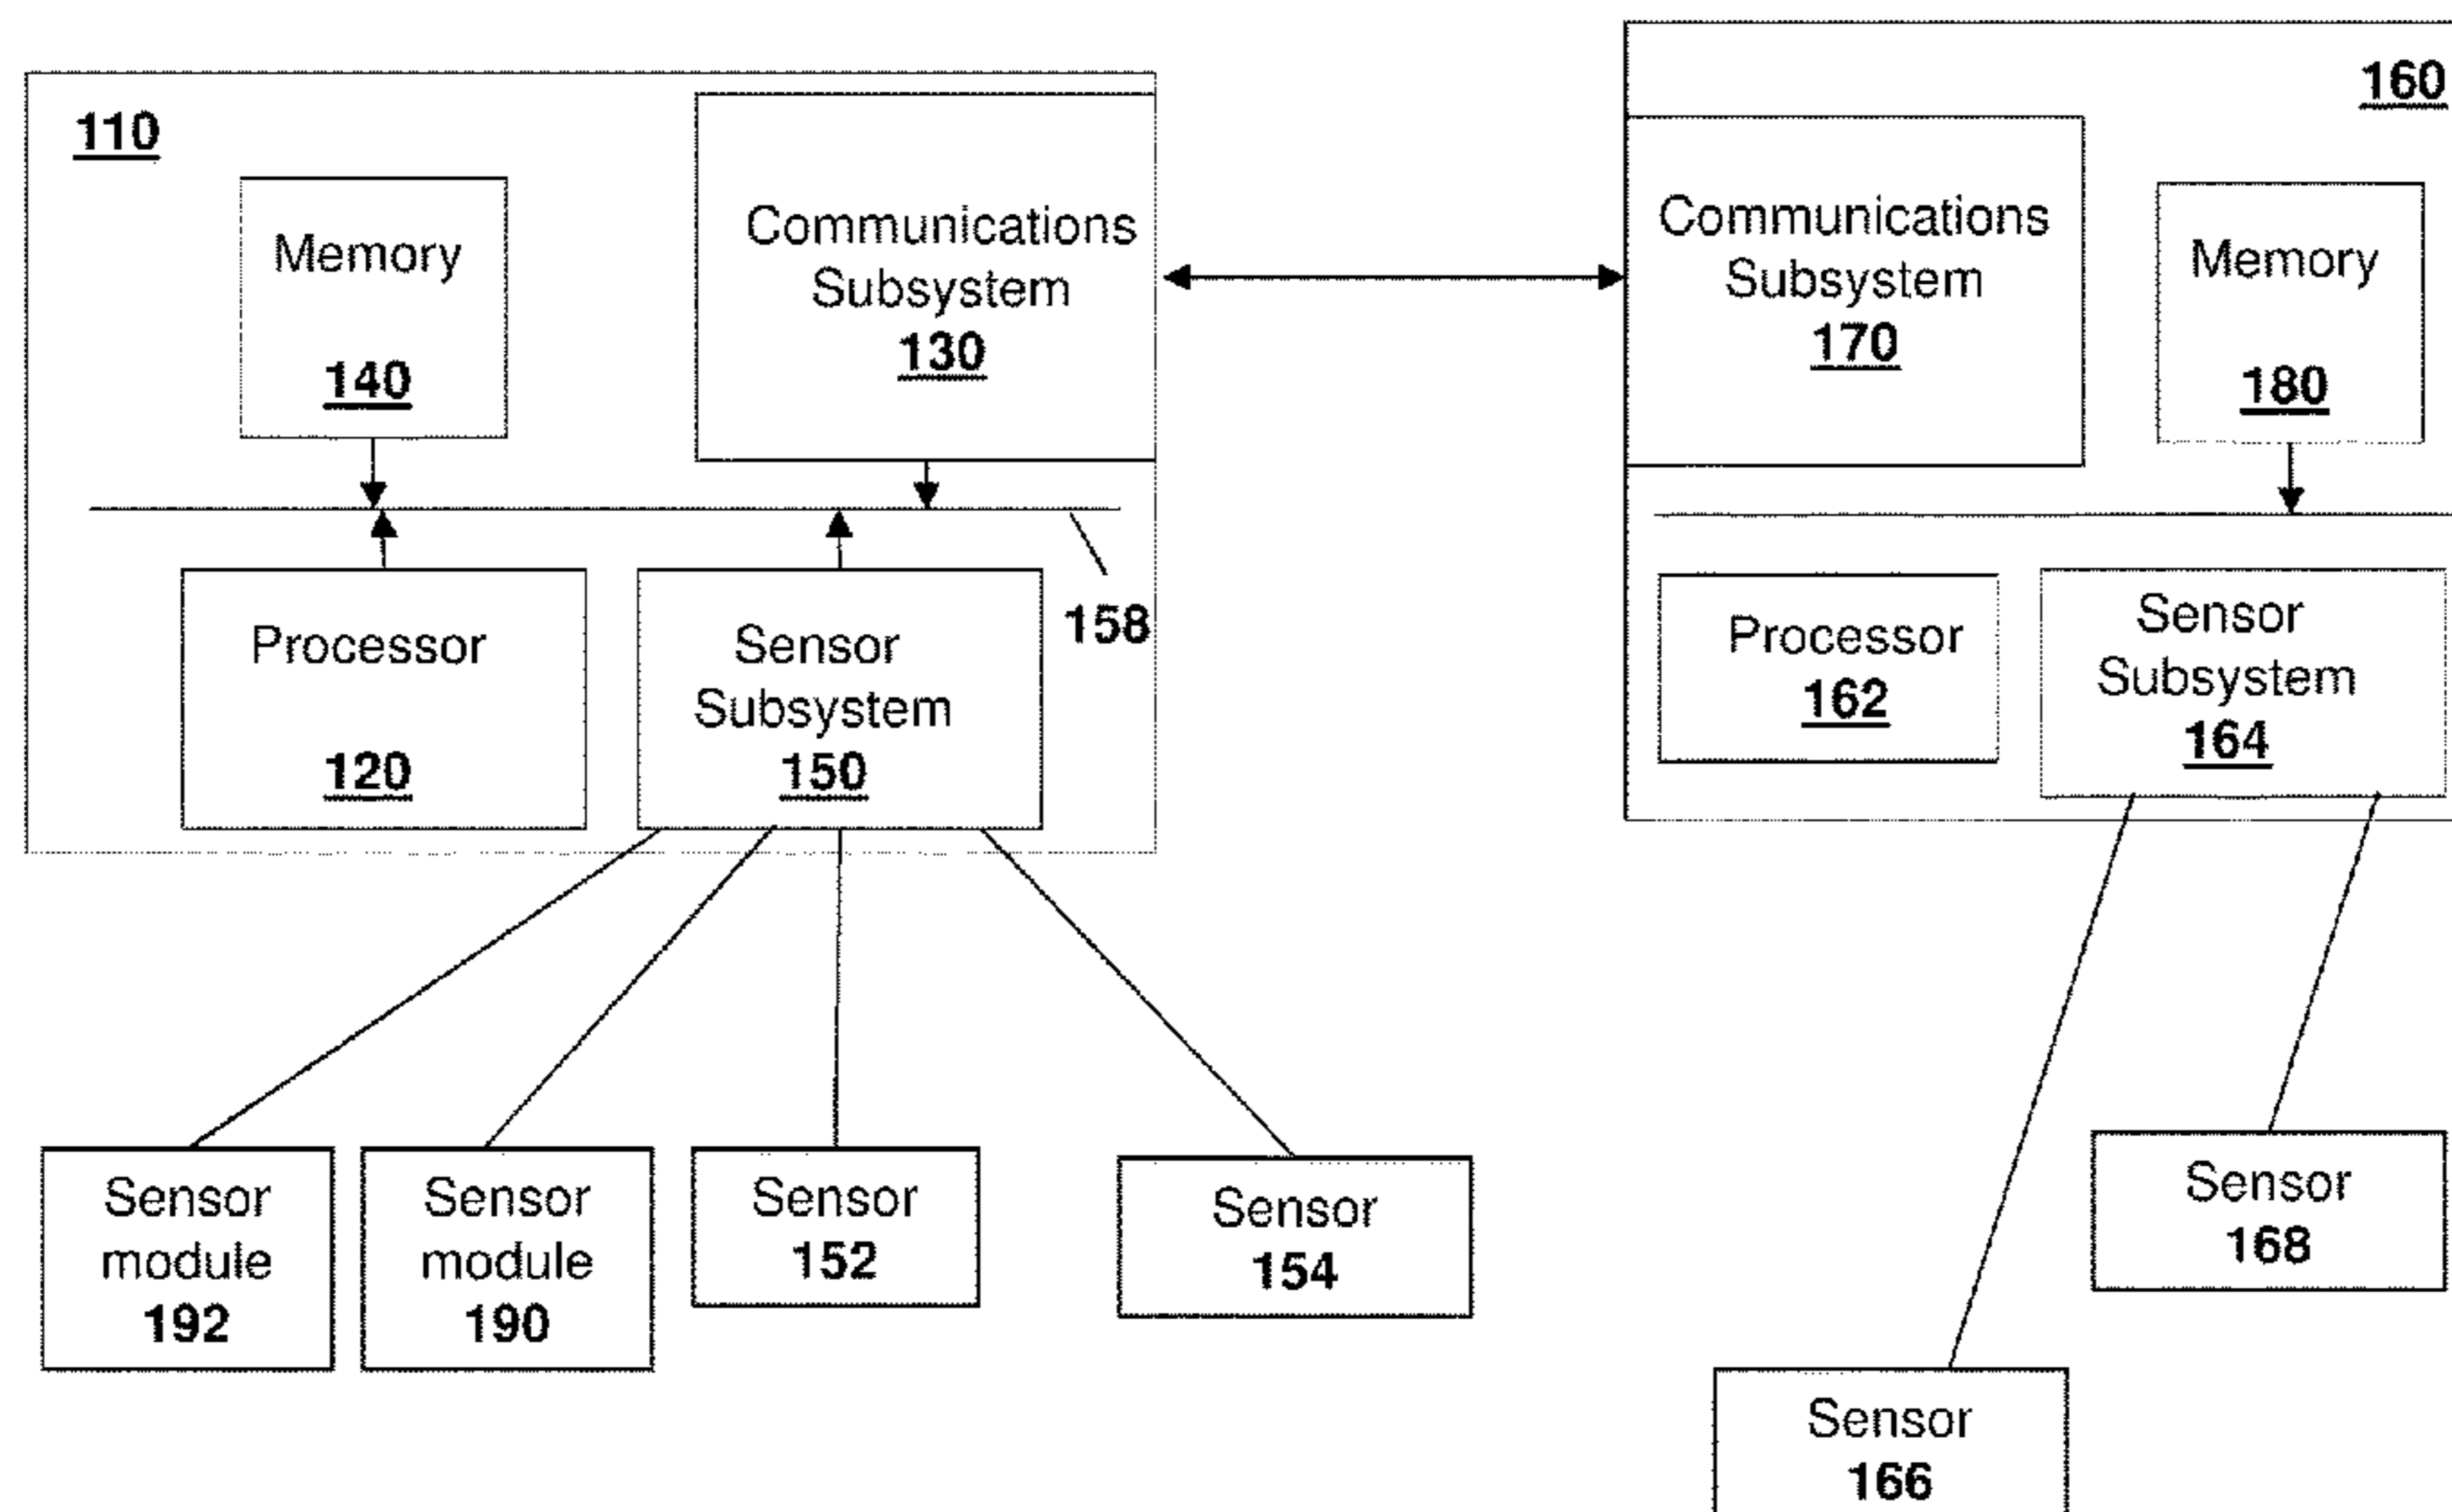 110
Memory
140
Communications
Subsystem
130
Processor
120
Sensor
Subsystem
150
158
160
Communications
Subsystem
170
Memory
180
Processor
162
Sensor
Subsystem
164
Sensor
module
192
Sensor
module
190
Sensor
152
Sensor
154
Sensor
168
Sensor
166